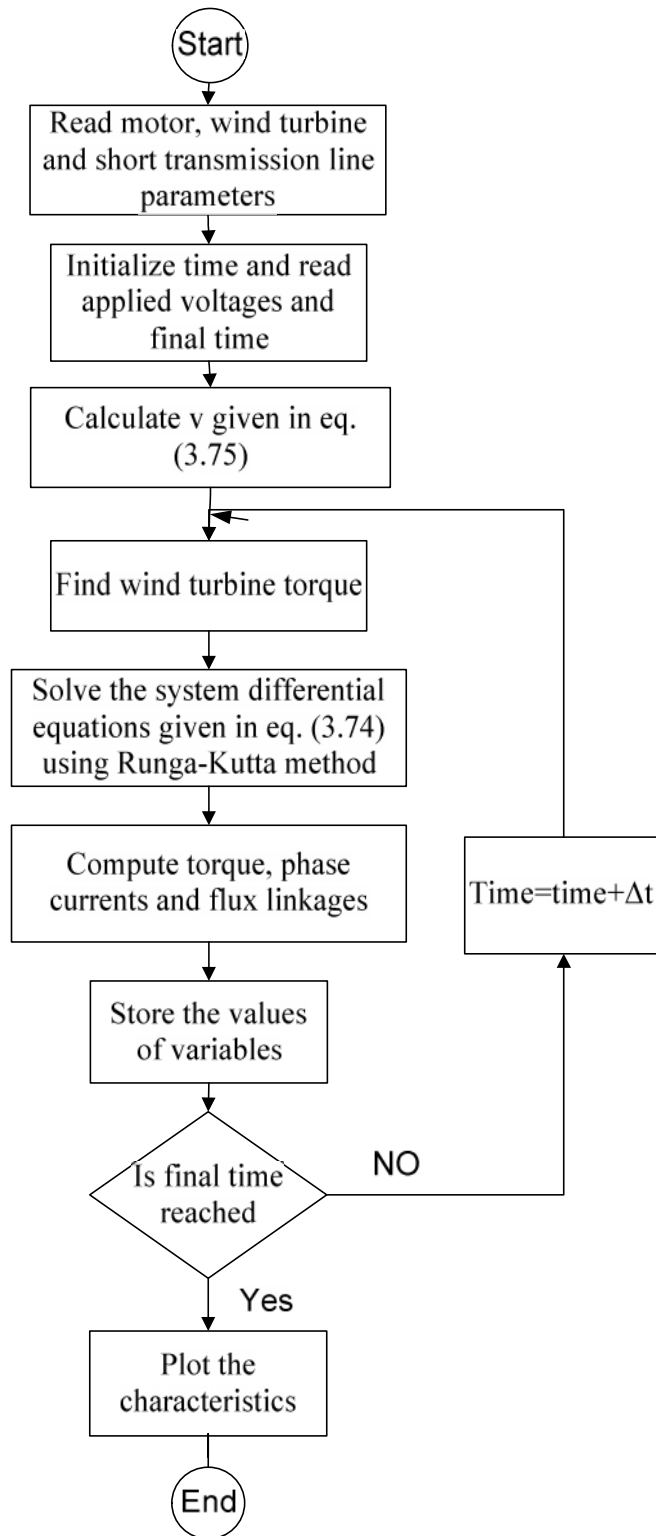 Start
Read motor, wind turbine
and short transmission line
parameters
Initialize time and read
applied voltages and
final time
Calculate v given in eq.
(3.75)
Find wind turbine torque
Solve the system differential
equations given in eq. (3.74)
using Runga-Kutta method
Compute torque, phase
currents and flux linkages
Time=time+Δt
Store the values
of variables
Is final time
reached
NO
Yes
Plot the
characteristics
End